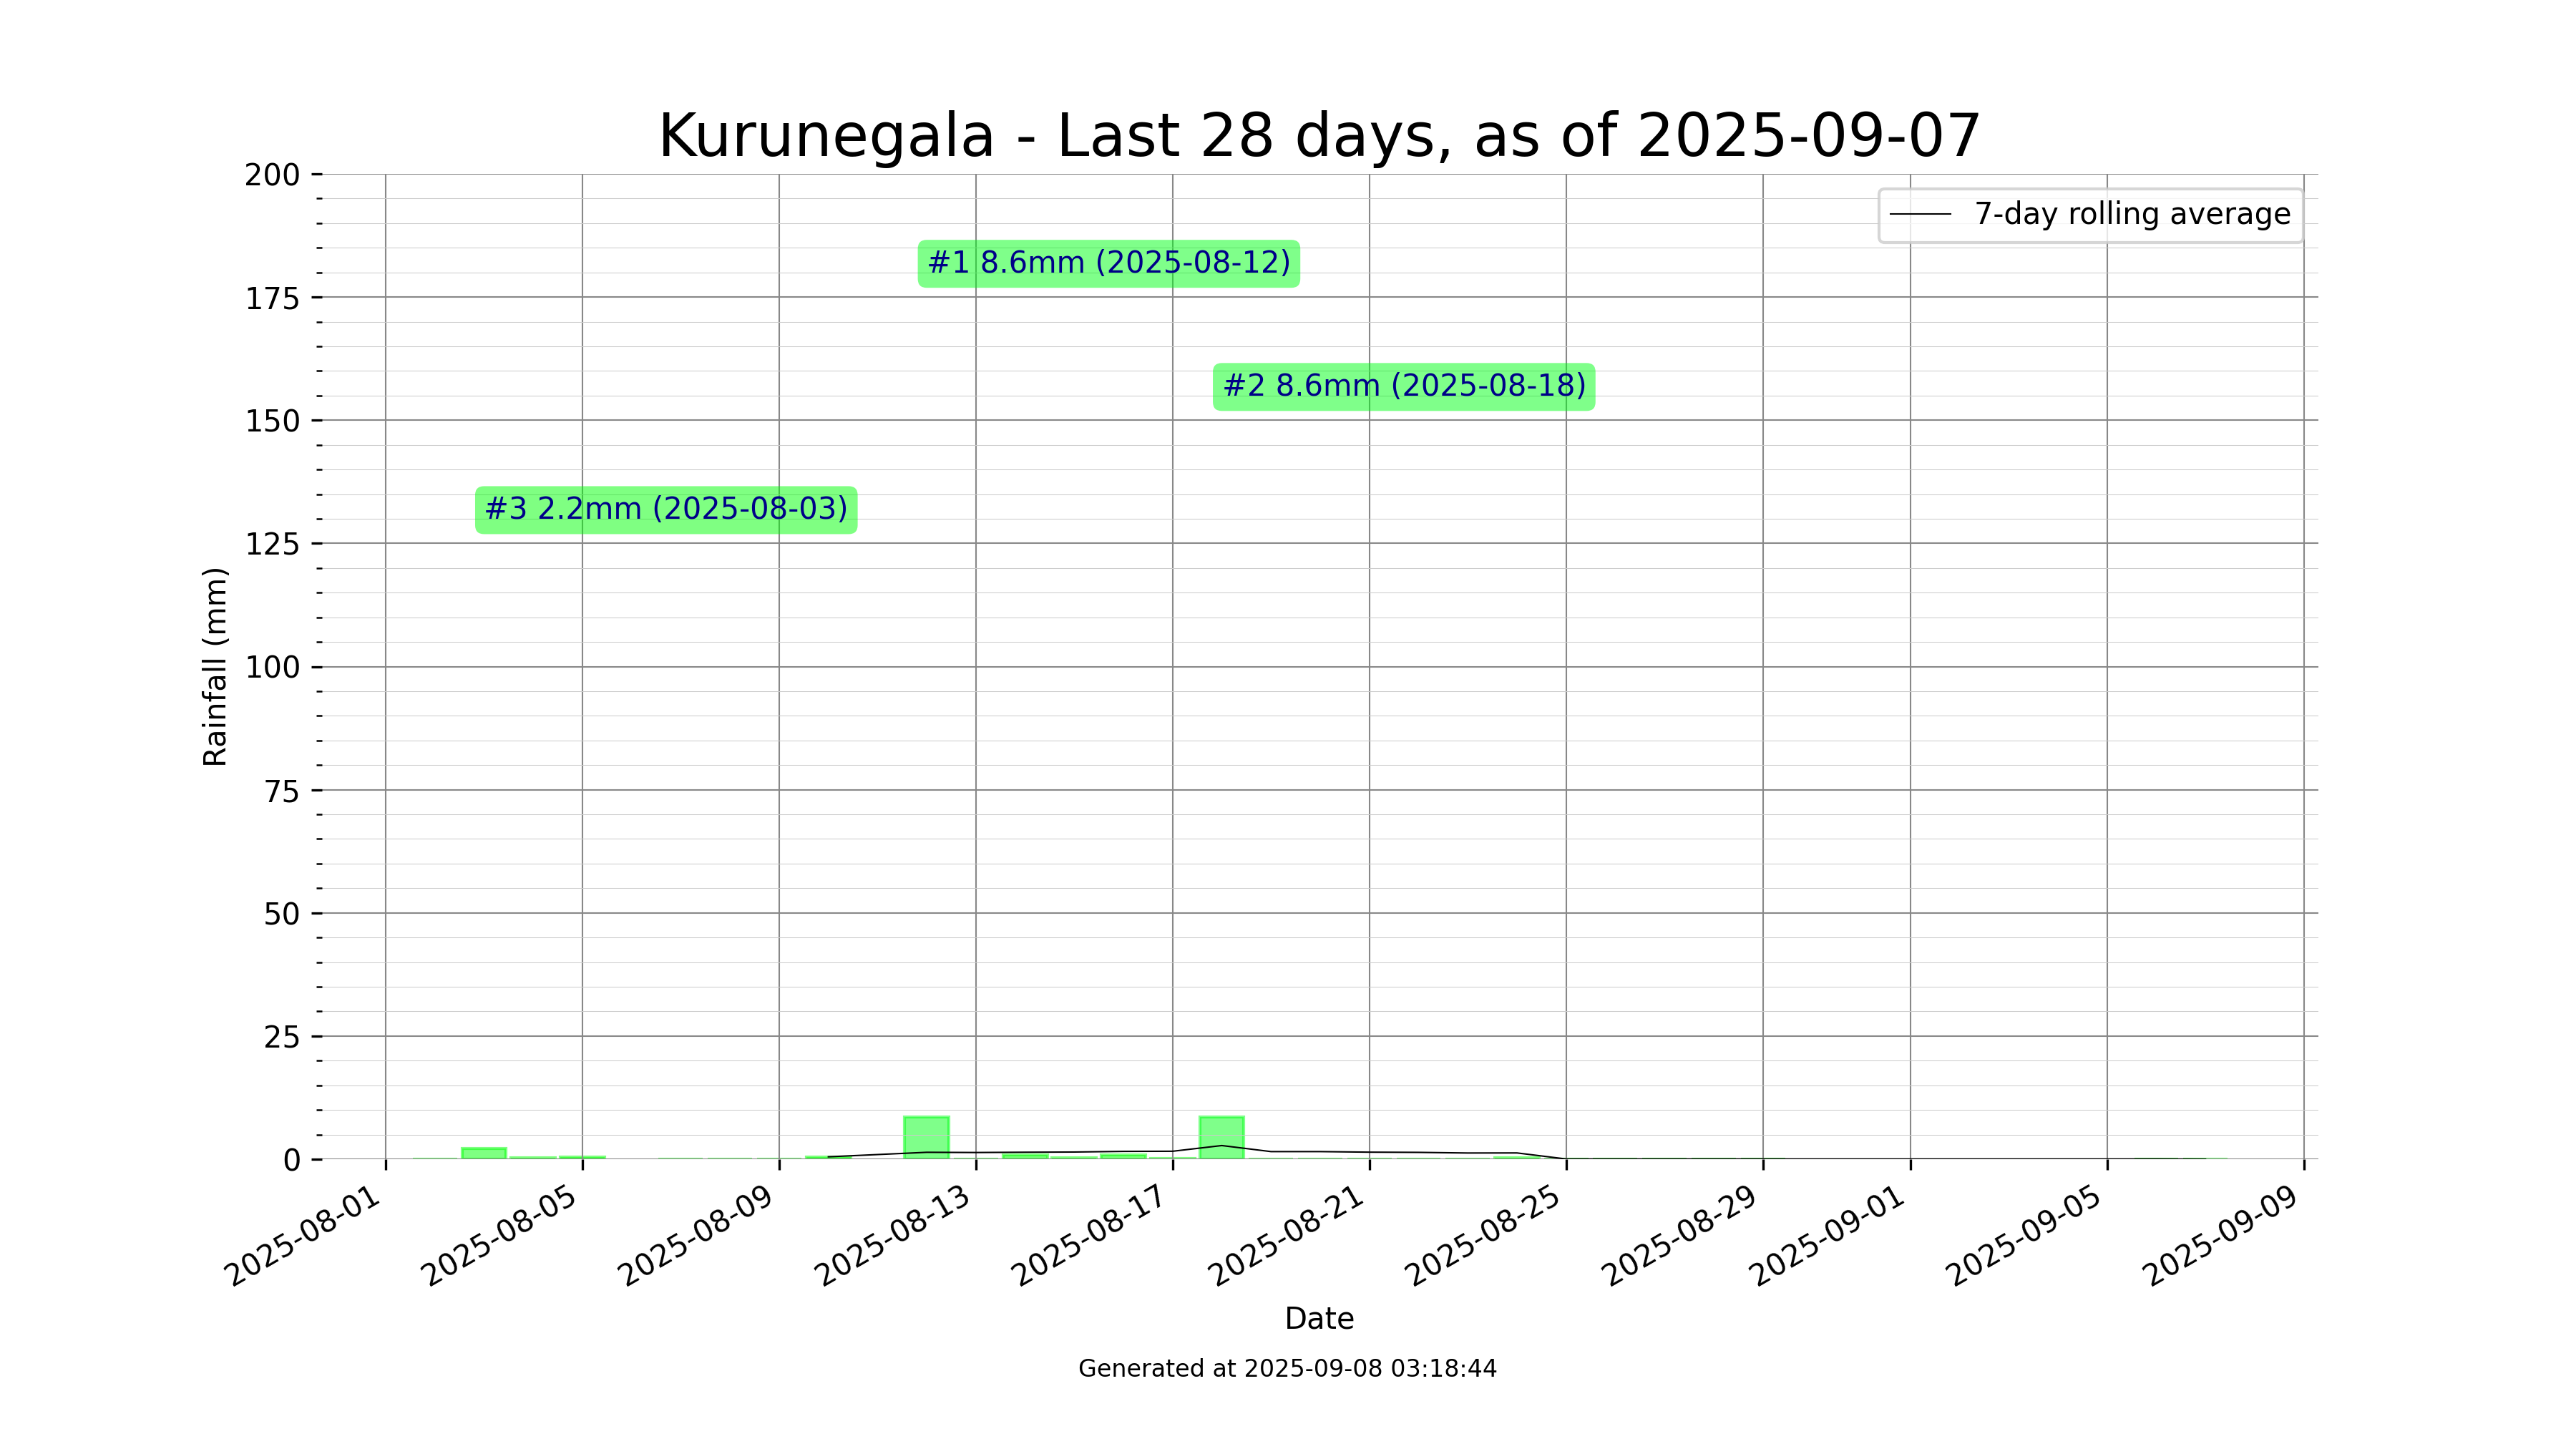 Kurunegala - Last 28 days, as of 2025-09-07
7-day rolling average
#1 8.6mm (2025-08-12)
#2 8.6mm (2025-08-18)
#3 2.2mm (2025-08-03)
Rainfall (mm)
200
175
150
125
100
75
50
25
0
2025-08-01
2025-08-05
2025-08-09
2025-08-13
2025-08-17
2025-08-21
2025-08-25
2025-08-29
2025-09-01
2025-09-05
2025-09-09
Date
Generated at 2025-09-08 03:18:44